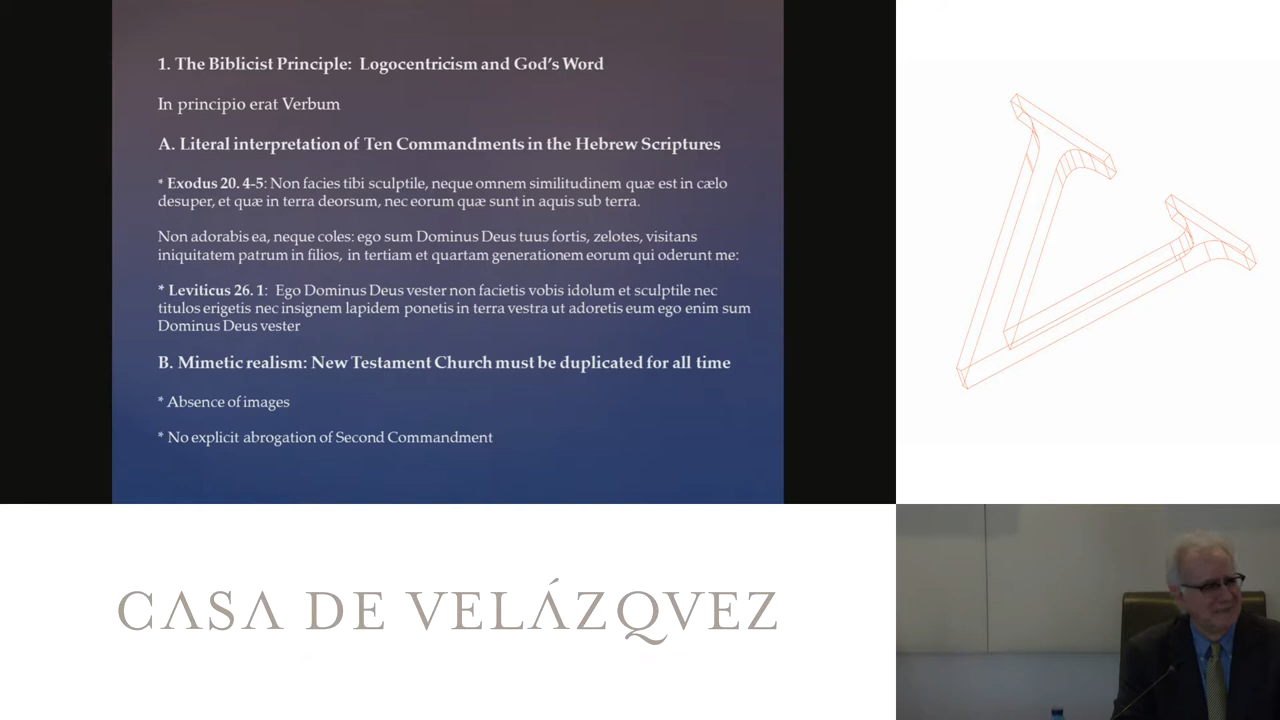 1. The Biblicist Principle: Logocentricism and God's Word
In principio erat Verbum
A. Literal interpretation of Ten Commandments in the Hebrew Scriptures
* Exodus 20. 4-5: Non facies tibi sculptile, neque omnem similitudinem quæ est in cælo
desuper, et quæ in terra deorsum, nec eorum quæ sunt in aquis sub terra.
Non adorabis ea, neque coles: ego sum Dominus Deus tuus fortis, zelotes, visitans
iniquitatem patrum in filios, in tertiam et quartam generationem eorum qui oderunt me:
* Leviticus 26. 1: Ego Dominus Deus vester non facietis vobis idolum et sculptile nec
titulos erigetis nec insignem lapidem ponetis in terra vestra ut adoretis eum ego enim sum
Dominus Deus vester
B. Mimetic realism: New Testament Church must be duplicated for all time
* Absence of images
* No explicit abrogation of Second Commandment
V
CASA DE VELÁZQVEZ